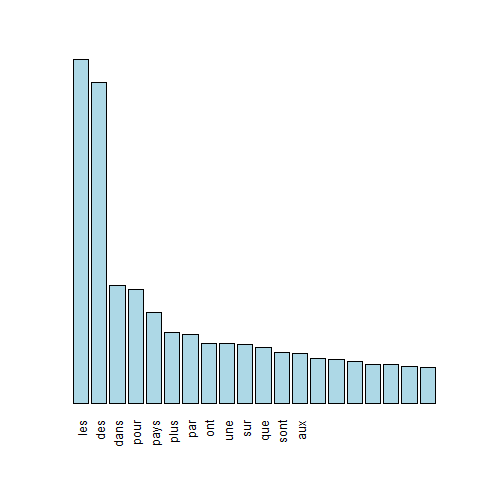 les
des
dans
pour
pays
plus
par
ont
une
sur
que
sont
aux